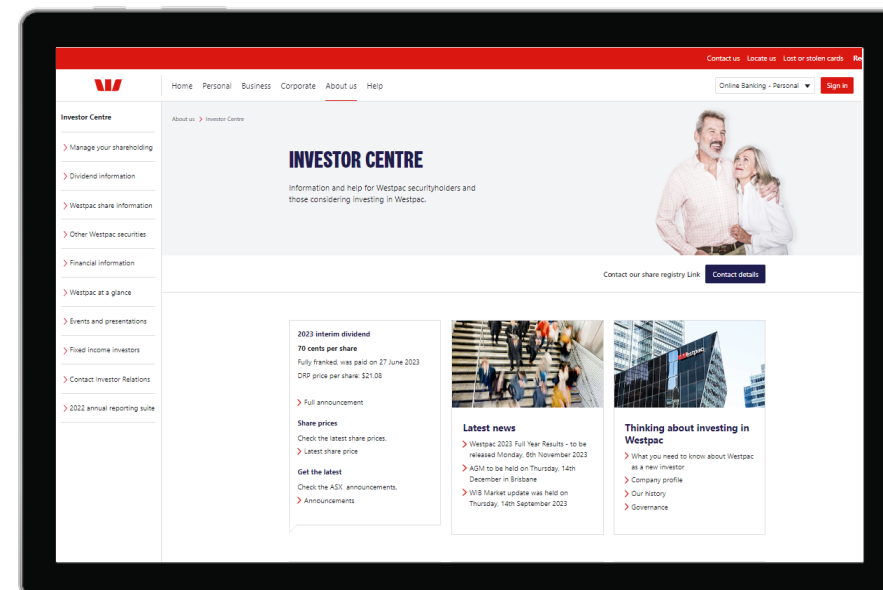 Contact us Locate us Lost or stolen cards Re
Home Personal Business Corporate About us Help
Online Banking - Personal
Sign in
Investor Centre
Manage your shareholding
Dividend information
Westpac share information
Other Westpac securities
Financial information
Westpac at a glance
Events and presentations
Fixed income investors
Contact Investor Relations
2022 annual reporting suite
About us Investor Centre
INVESTOR CENTRE
Information and help for Westpac securityholders and
those considering investing in Westpac.
Contact our share registry Link
Contact details
2023 interim dividend
70 cents per share
Fully franked, was paid on 27 June 2023
DRP price per share: $21.08
Full announcement
Share prices
Check the latest share prices.
Latest share price
Get the latest
Check the ASX announcements.
Announcements
Latest news
Westpac 2023 Full Year Results - to be
released Monday, 6th November 2023
AGM to be held on Thursday, 14th
December in Brisbane
WIB Market update was held on
Thursday, 14th September 2023
Westpac
Thinking about investing in
Westpac
What you need to know about Westpac
as a new investor
Company profile
Our history
Governance